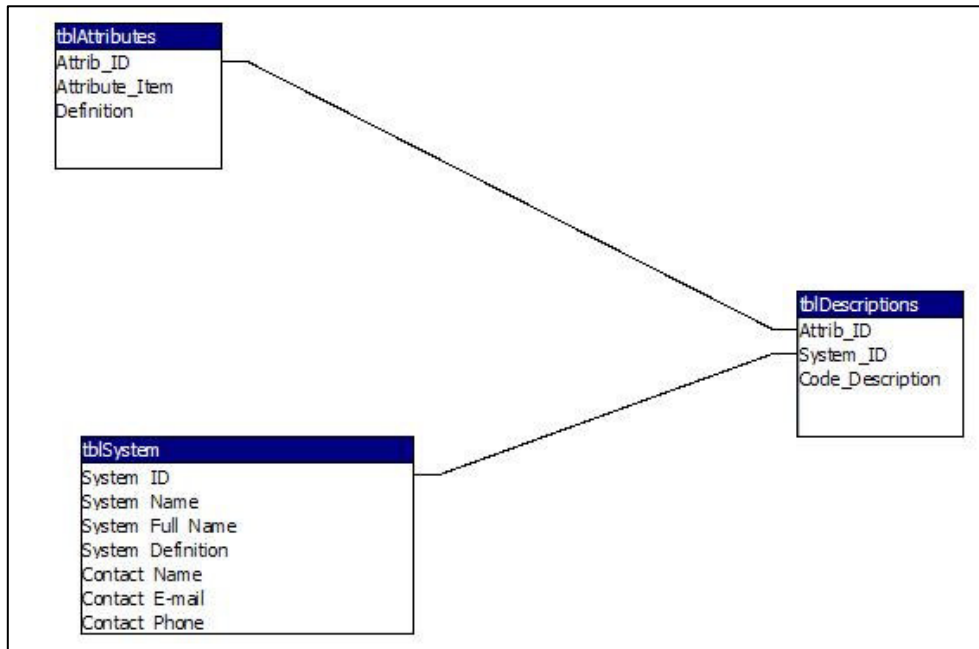 tblAttributes
Attrib_ID
Attribute_Item
Definition
tblDescriptions
Attrib_ID
System_ID
Code_Description
tblSystem
System ID
System Name
System Full Name
System Definition
Contact Name
Contact E-mail
Contact Phone